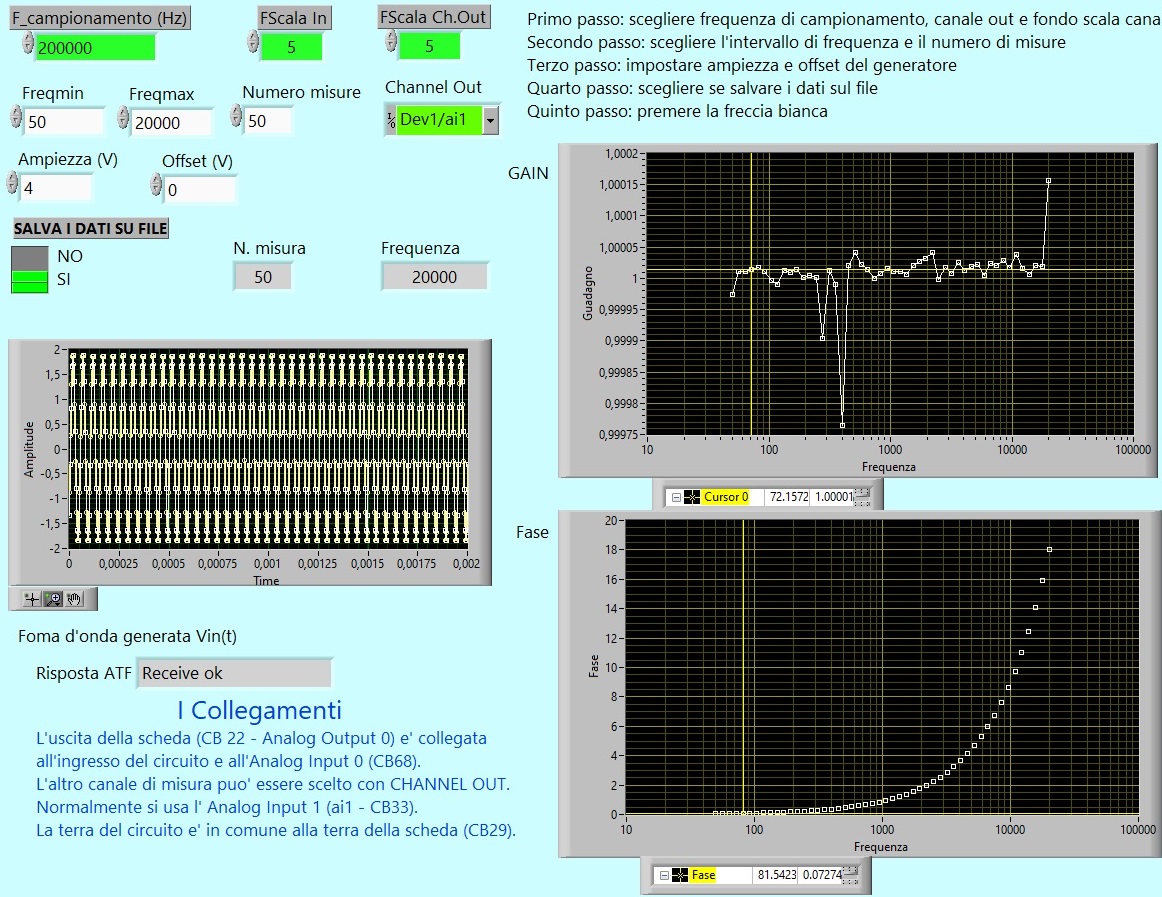 F_campionamento (Hz)
200000
FScala In
5
FScala Ch.Out
5
Primo passo: scegliere frequenza di campionamento, canale out e fondo scala cana
Secondo passo: scegliere l'intervallo di frequenza e il numero di misure
Terzo passo: impostare ampiezza e offset del generatore
Quarto passo: scegliere se salvare i dati sul file
Quinto passo: premere la freccia bianca
Freqmin
50
Freqmax
20000
Numero misure
50
Channel Out
Dev1/ai1
Ampiezza (V)
4
Offset (V)
0
SALVA I DATI SU FILE
NO
SI
N. misura
50
Frequenza
20000
GAIN
1,0002
1,00015
1,0001
1,00005
1
0,99995
0,9999
0,99985
0,9998
0,99975
Guadagno
10 100 1000 10000 100000
Frequenza
Cursor 0 72.1572 1.00001
2
1,5
1
0,5
0
-0,5
-1
-1,5
-2
Amplitude
0 0,00025 0,0005 0,00075 0,001 0,00125 0,0015 0,00175 0,002
Time
Foma d'onda generata Vin(t)
Risposta ATF Receive ok
I Collegamenti
L'uscita della scheda (CB 22 - Analog Output 0) e' collegata
all'ingresso del circuito e all'Analog Input 0 (CB68).
L'altro canale di misura puo' essere scelto con CHANNEL OUT.
Normalmente si usa l' Analog Input 1 (ai1 - CB33).
La terra del circuito e' in comune alla terra della scheda (CB29).
Fase
20
18
16
14
12
10
8
6
4
2
0
Fase
10 100 1000 10000 100000
Frequenza
Fase 81.5423 0.07274